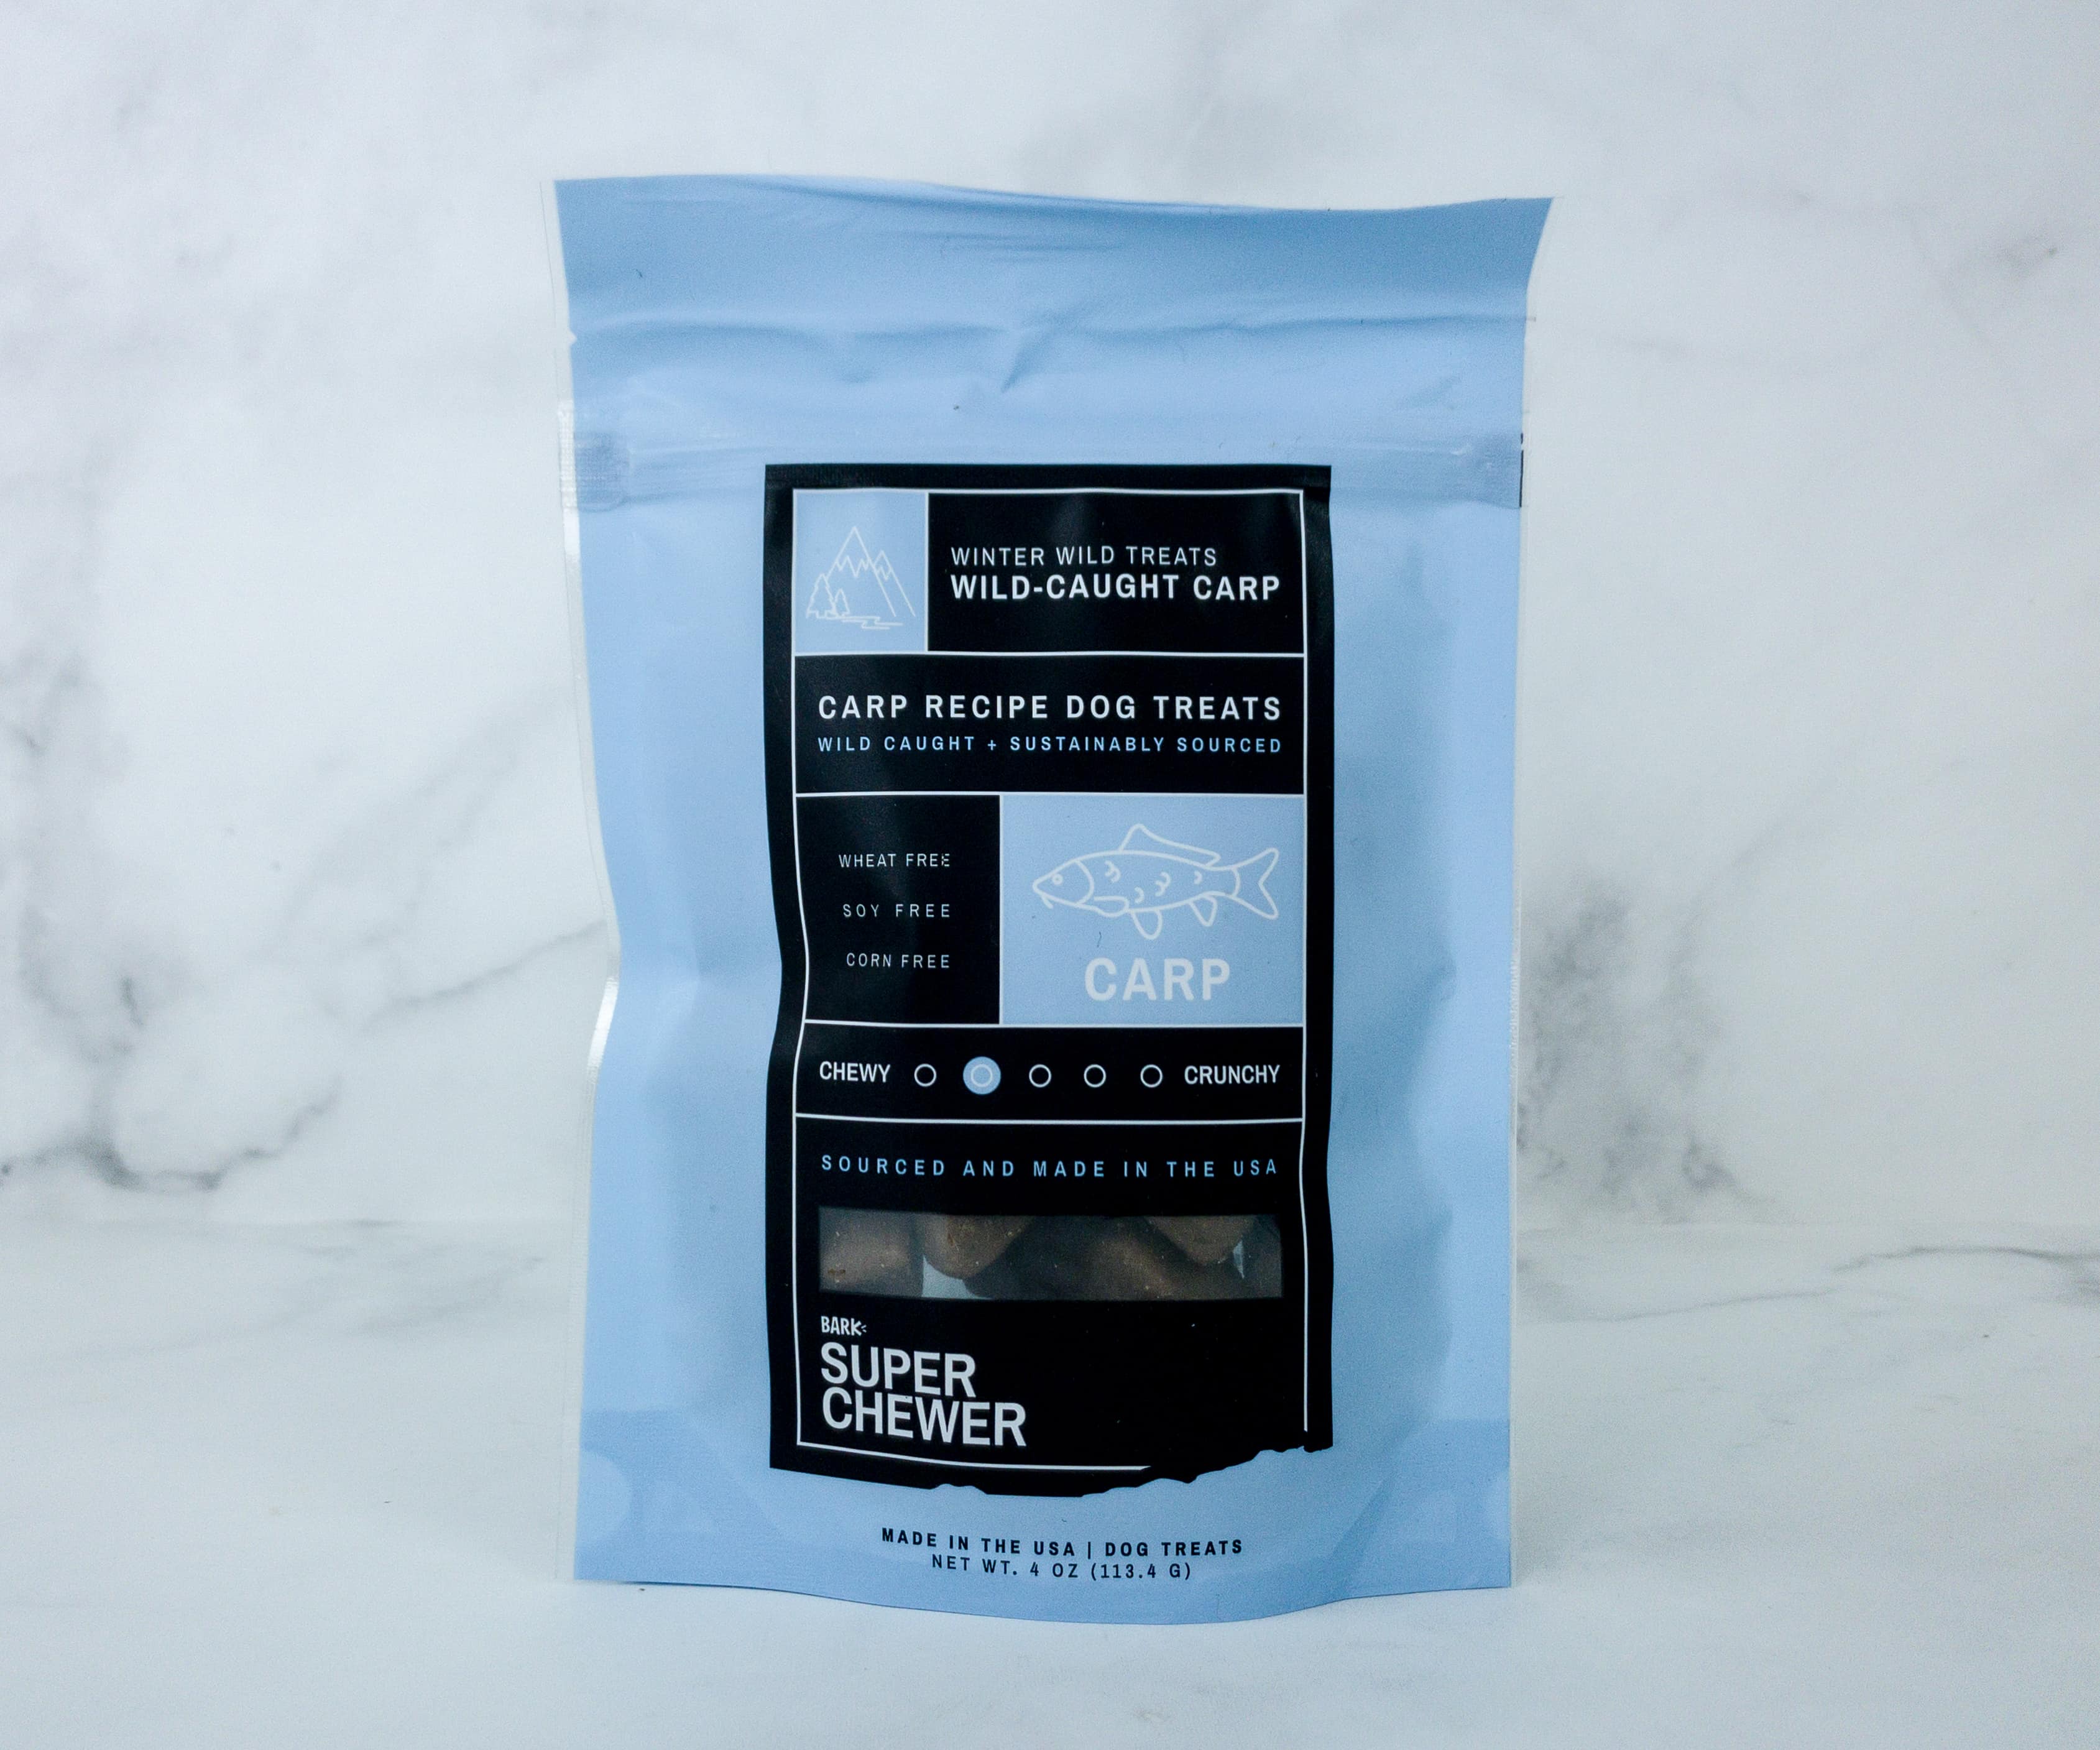 WINTER WILD TREATS
WILD-CAUGHT CARP
CARP RECIPE DOG TREATS
WILD CAUGHT + SUSTAINABLY SOURCED
WHEAT FREE
SOY FREE
CORN FREE
CARP
CHEWY CRUNCHY
SOURCED AND MADE IN THE USA
BARK
SUPER
CHEWER
MADE IN THE USA | DOG TREATS
NET WT. 4 OZ (113.4 G)